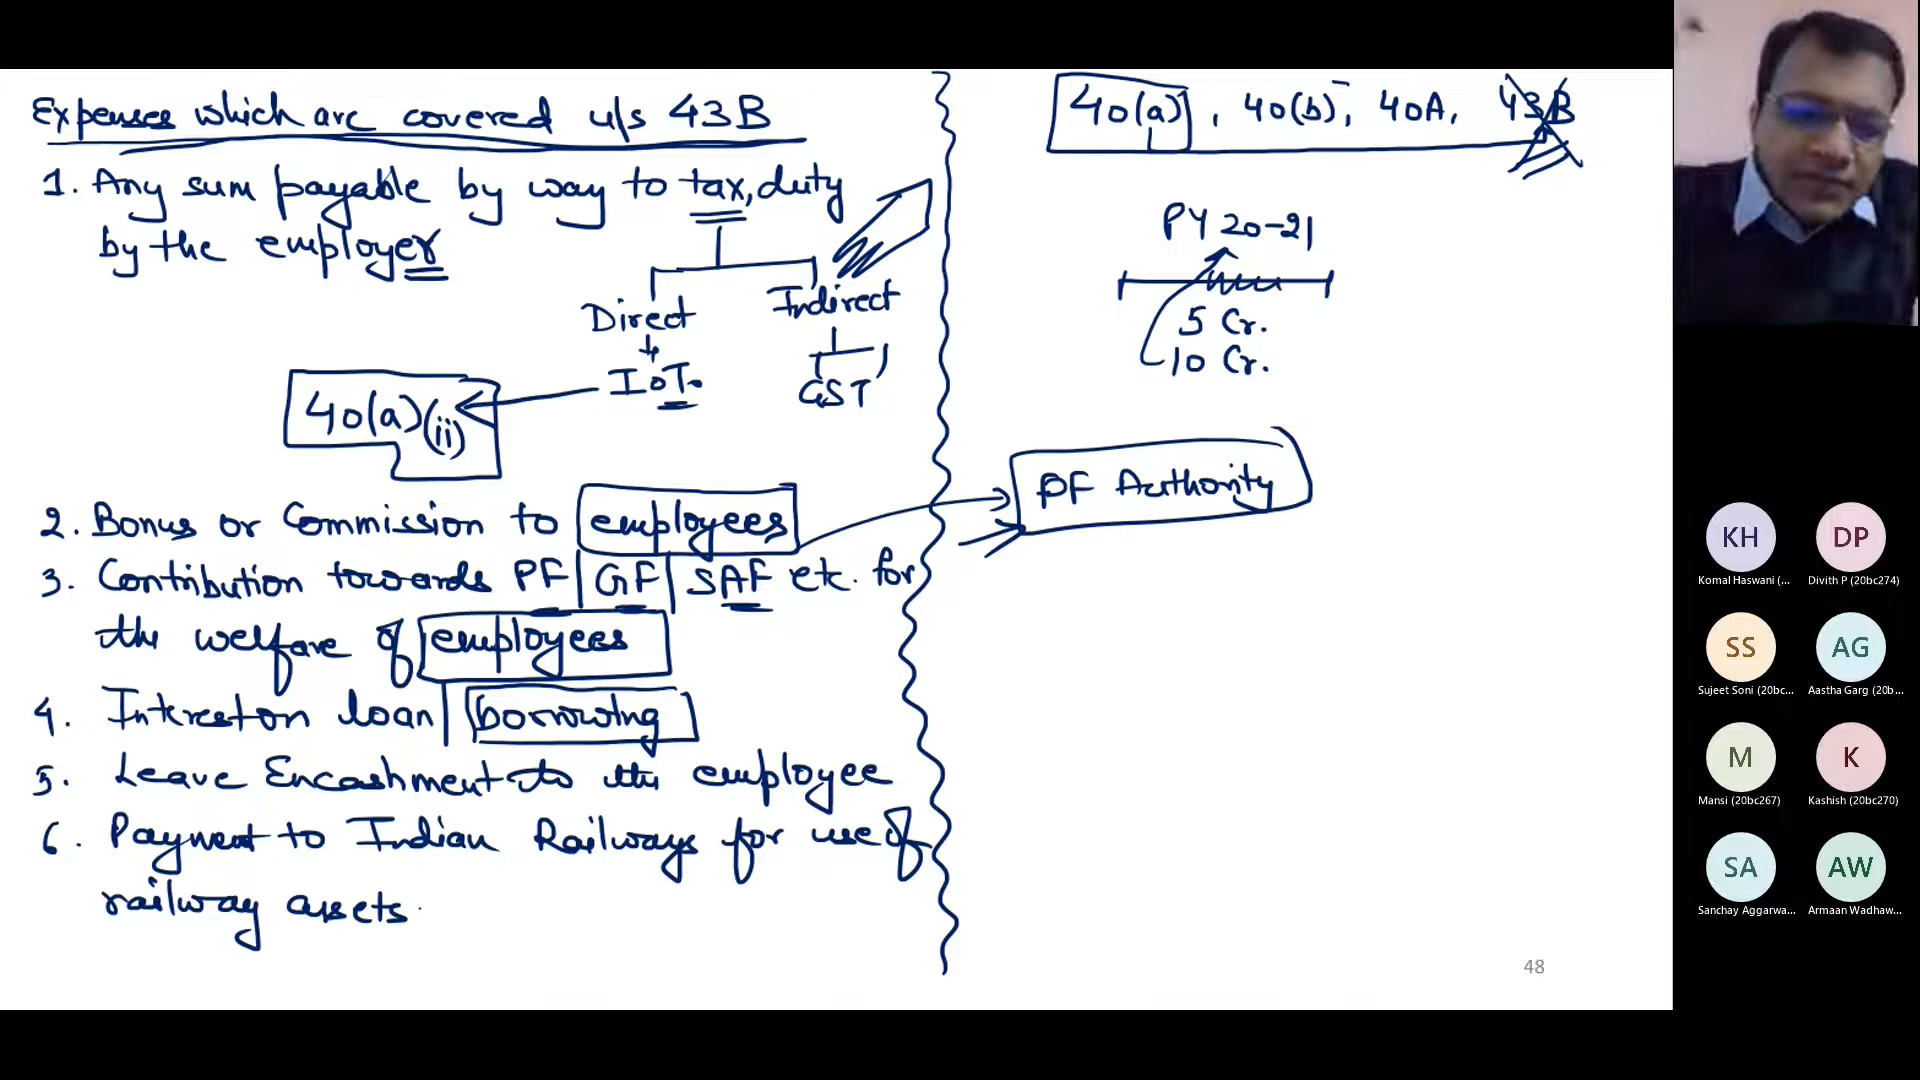 Expenses which are covered u/s 43B
1. Any sum payable by way to tax, duty
by the employer
Direct
Indirect
I.T.
GST
40(a)(ii)
2. Bonus or Commission to employees
3. Contribution towards PF | GF | SAF etc. for
the welfare of employees
4. Interest on loan | borrowing
5. Leave Encashment to the employee
6. Payment to Indian Railways for use of
railway assets.
40(a), 40(b), 40A, 43B
PY 20-21
5 Cr.
10 Cr.
PF Authority
48
KH
DP
Komal Haswani (...
Divith P (20bc274)
SS
AG
Sujeet Soni (20bc...
Aastha Garg (20b...
M
K
Mansi (20bc267)
Kashish (20bc270)
SA
AW
Sanchay Aggarwa...
Armaan Wadhaw...